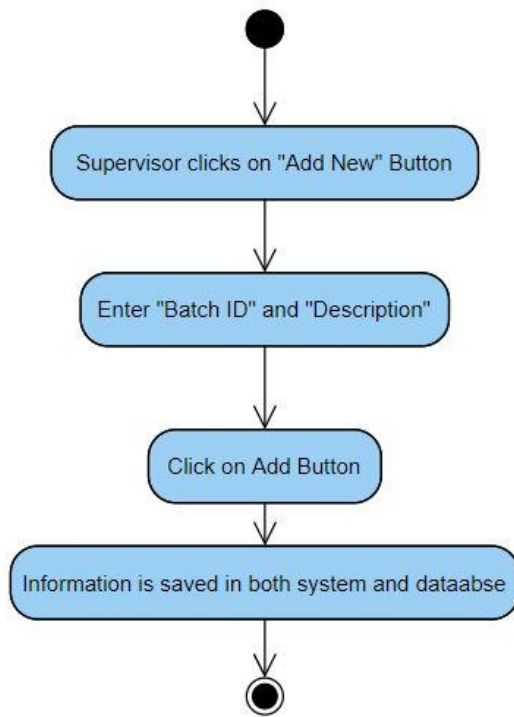 Supervisor clicks on "Add New" Button
Enter "Batch ID" and "Description"
Click on Add Button
Information is saved in both system and dataabse